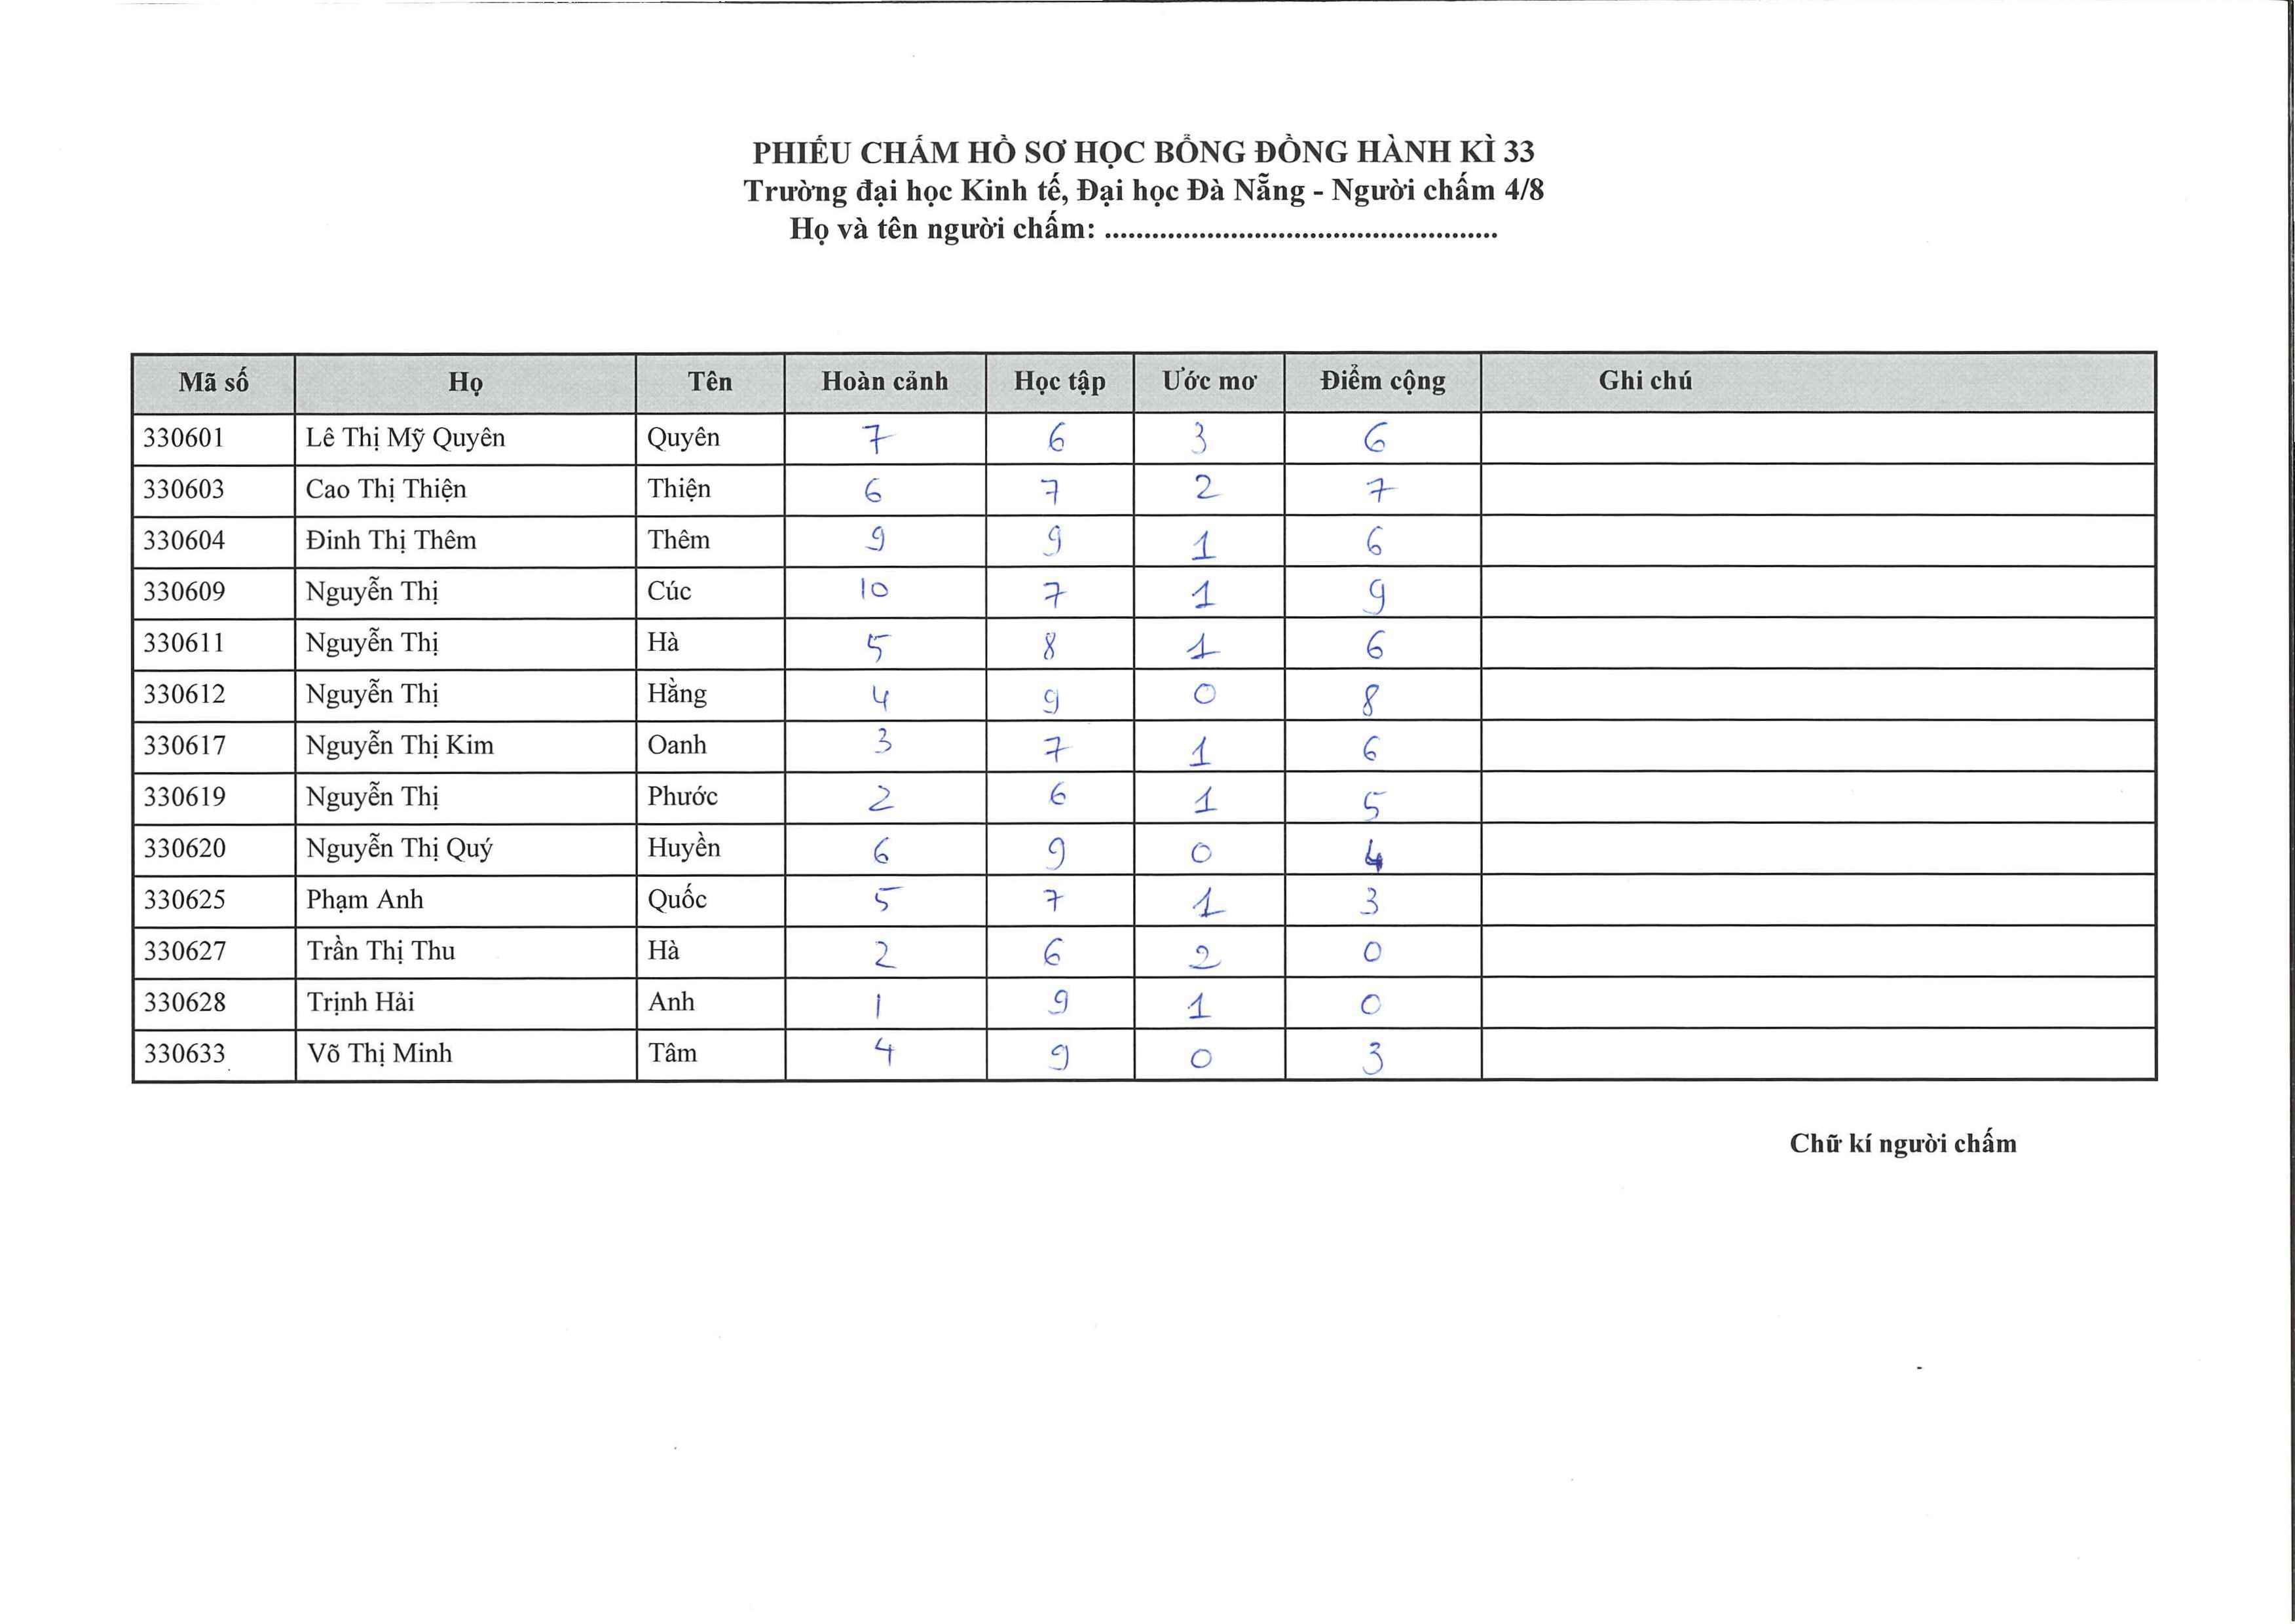 PHIẾU CHẤM HỒ SƠ HỌC BỔNG ĐỒNG HÀNH KÌ 33
Trường đại học Kinh tế, Đại học Đà Nẵng - Người chấm 4/8
Họ và tên người chấm: ..................................................
Mã số Họ Tên Hoàn cảnh Học tập Ước mơ Điểm cộng Ghi chú
330601 Lê Thị Mỹ Quyên Quyên 7 6 3 6
330603 Cao Thị Thiện Thiện 6 7 2 7
330604 Đinh Thị Thêm Thêm 9 9 1 6
330609 Nguyễn Thị Cúc 10 7 1 9
330611 Nguyễn Thị Hà 5 8 1 6
330612 Nguyễn Thị Hằng 4 9 0 8
330617 Nguyễn Thị Kim Oanh 3 7 1 6
330619 Nguyễn Thị Phước 2 6 1 5
330620 Nguyễn Thị Quý Huyền 6 9 0 4
330625 Phạm Anh Quốc 5 7 1 3
330627 Trần Thị Thu Hà 2 6 2 0
330628 Trịnh Hải Anh 1 9 1 0
330633 Võ Thị Minh Tâm 4 9 0 3
Chữ kí người chấm